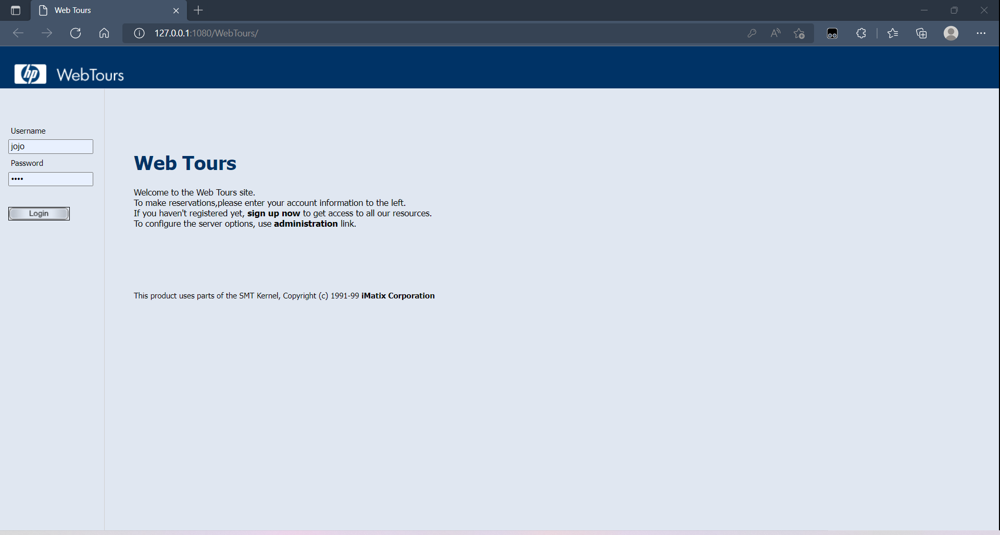 Web Tours
127.0.0.1:1080/WebTours/
hp WebTours
Username
jojo
Password
••••
Login
Web Tours
Welcome to the Web Tours site.
To make reservations,please enter your account information to the left.
If you haven't registered yet, sign up now to get access to all our resources.
To configure the server options, use administration link.
This product uses parts of the SMT Kernel, Copyright (c) 1991-99 iMatix Corporation